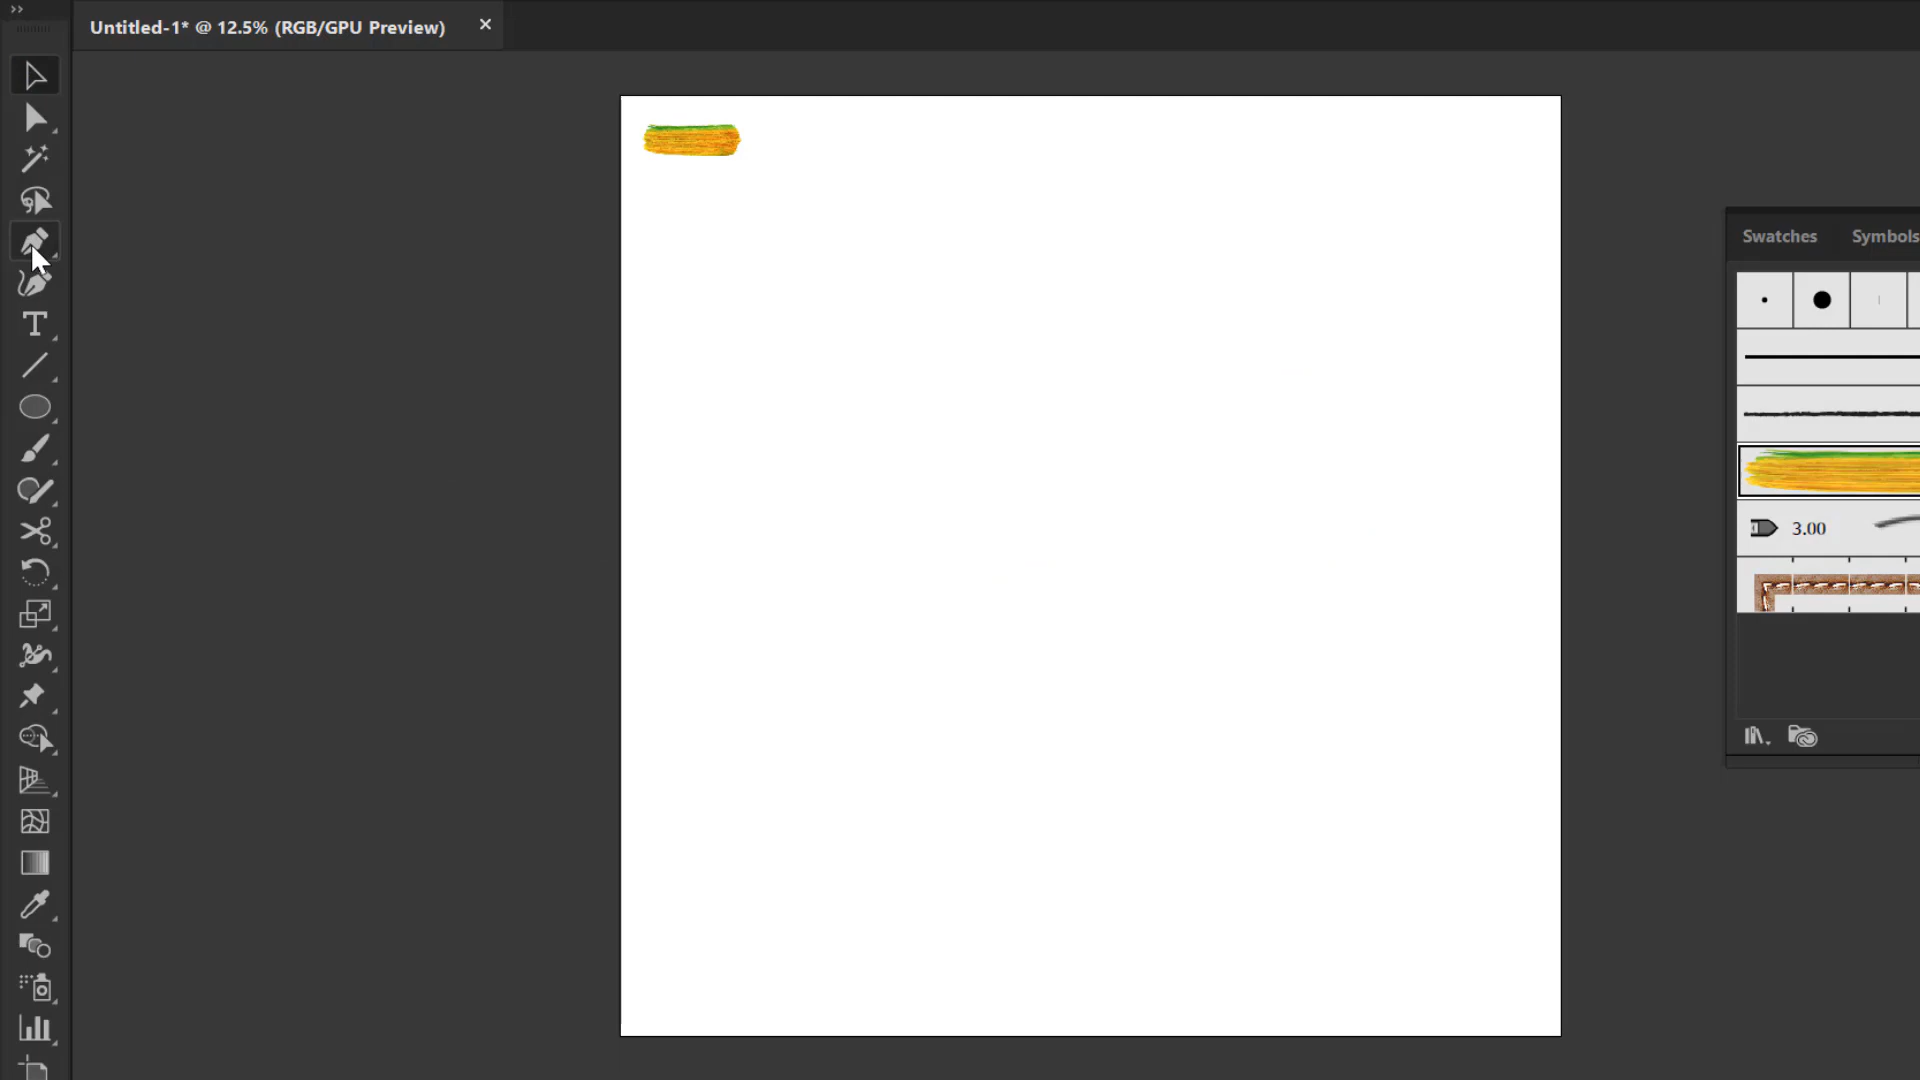 Untitled-1* @ 12.5% (RGB/GPU Preview)
Swatches Symbols
3.00